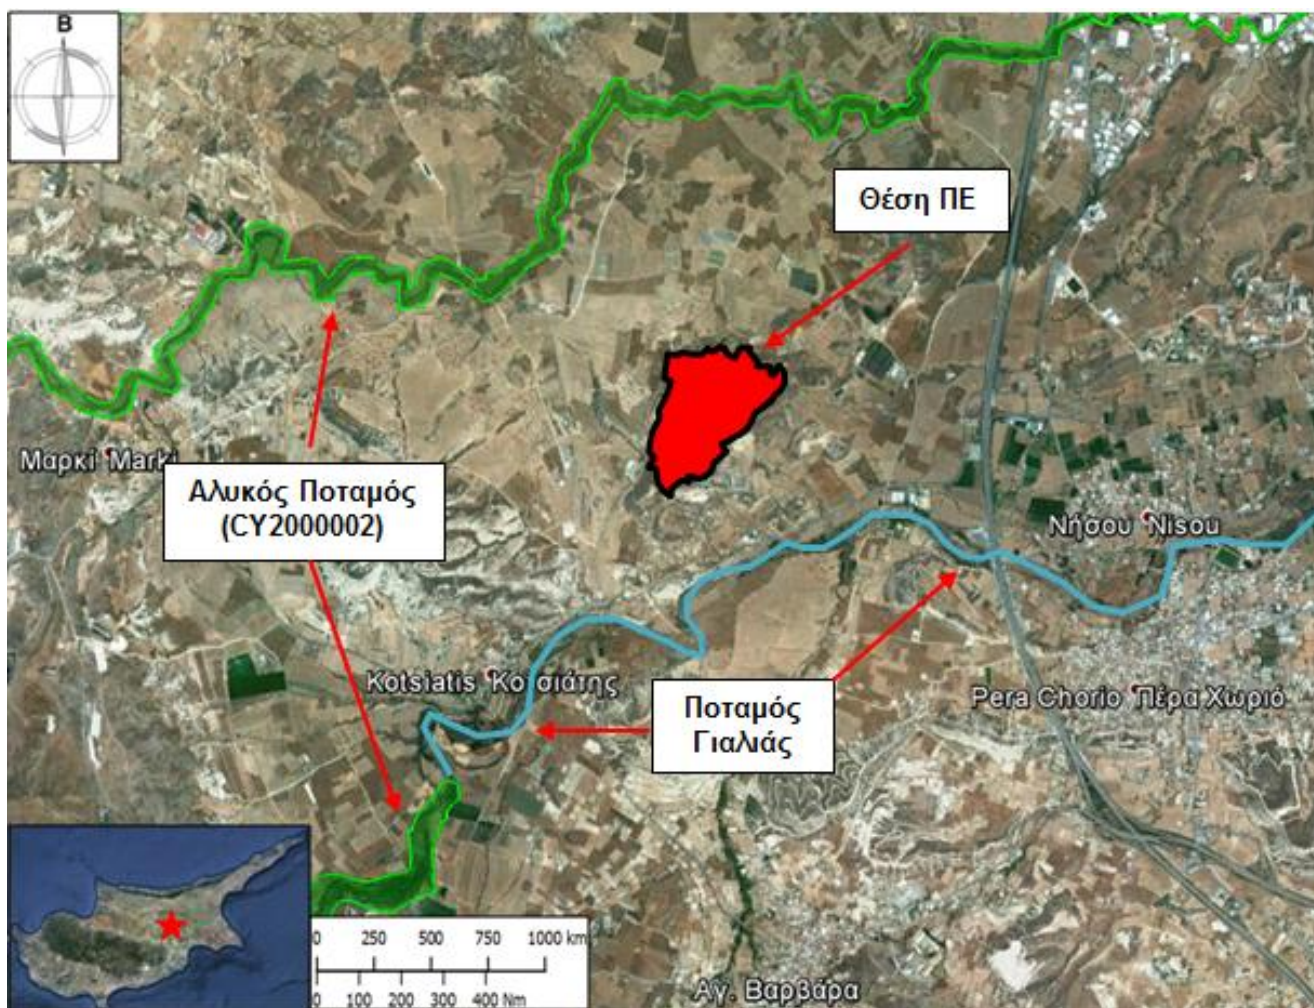 Β
Θέση ΠΕ
Μαρκί Marki
Αλυκός Ποταμός
(CY2000002)
Νήσου Nisou
Kotsiatis Κοτσιάτης
Pera Chorio Πέρα Χωριό
Ποταμός
Γιαλιάς
0 250 500 750 1000 km
0 100 200 300 400 Nm
Αγ. Βαρβάρα